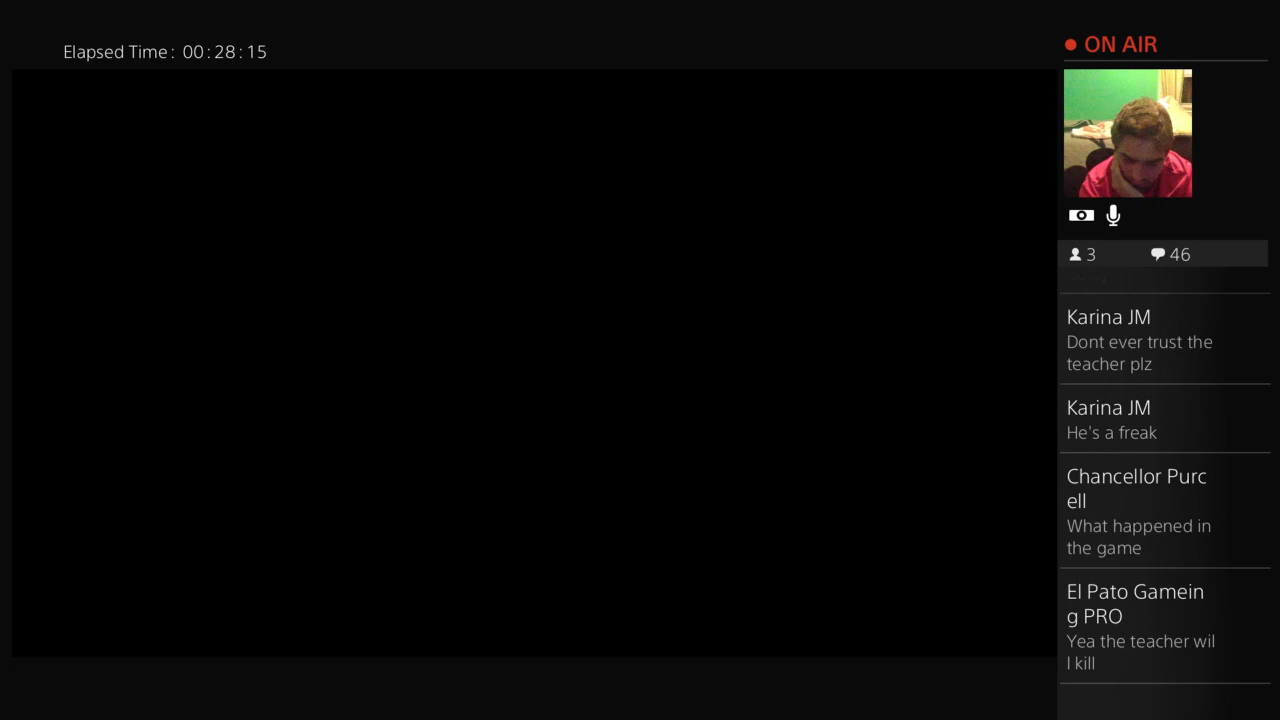 Elapsed Time: 00:28:15
ON AIR
3 46
Karina JM
Dont ever trust the
teacher plz
Karina JM
He's a freak
Chancellor Purc
ell
What happened in
the game
El Pato Gamein
g PRO
Yea the teacher wil
l kill